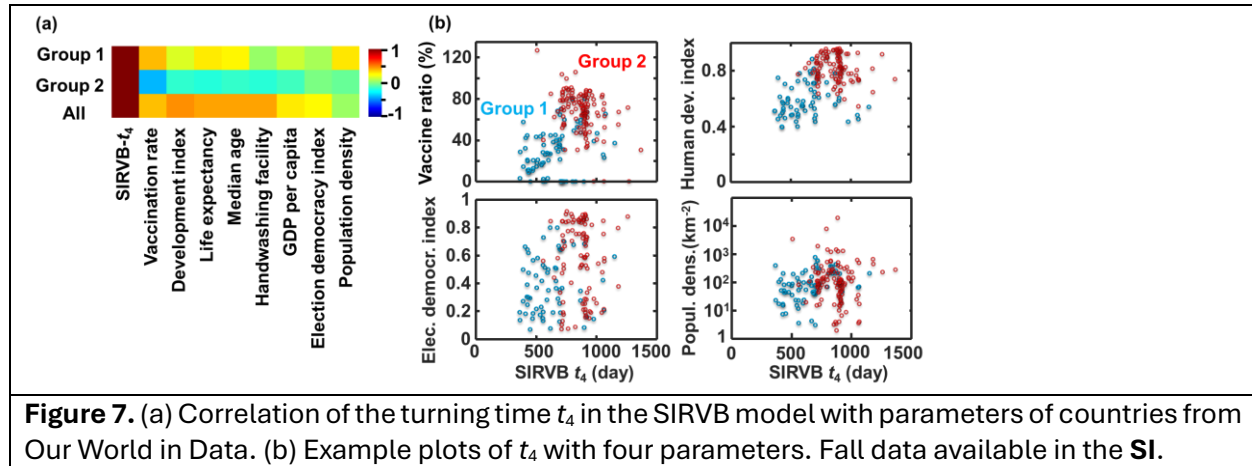 (a)
Group 1
Group 2
All
1
0
-1
SIRVB-t4
Vaccination rate
Development index
Life expectancy
Median age
Handwashing facility
GDP per capita
Election democracy index
Population density
(b)
Vaccine ratio (%)
120
80
40
0
Group 2
Group 1
Human dev. index
0.8
0.4
0
Elec. democr. index
1
0.8
0.6
0.4
0.2
0
0 500 1000 1500
SIRVB t4 (day)
Popul. dens.(km-2)
10^4
10^3
10^2
10^1
1
0 500 1000 1500
SIRVB t4 (day)
Figure 7. (a) Correlation of the turning time t4 in the SIRVB model with parameters of countries from
Our World in Data. (b) Example plots of t4 with four parameters. Fall data available in the SI.